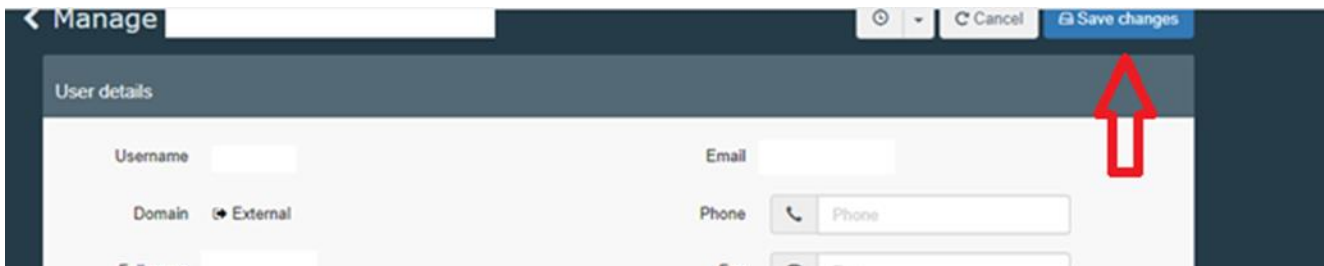 Manage
Cancel
Save changes
User details
Username
Email
Domain External
Phone Phone